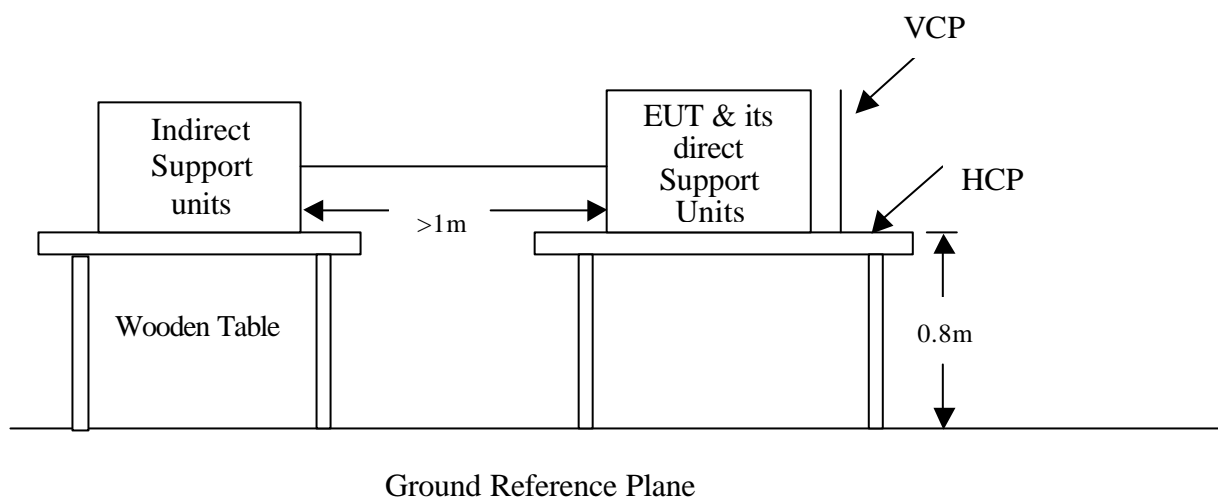 VCP
Indirect
Support
units
EUT & its
direct
Support
Units
HCP
>1m
Wooden Table
0.8m
Ground Reference Plane